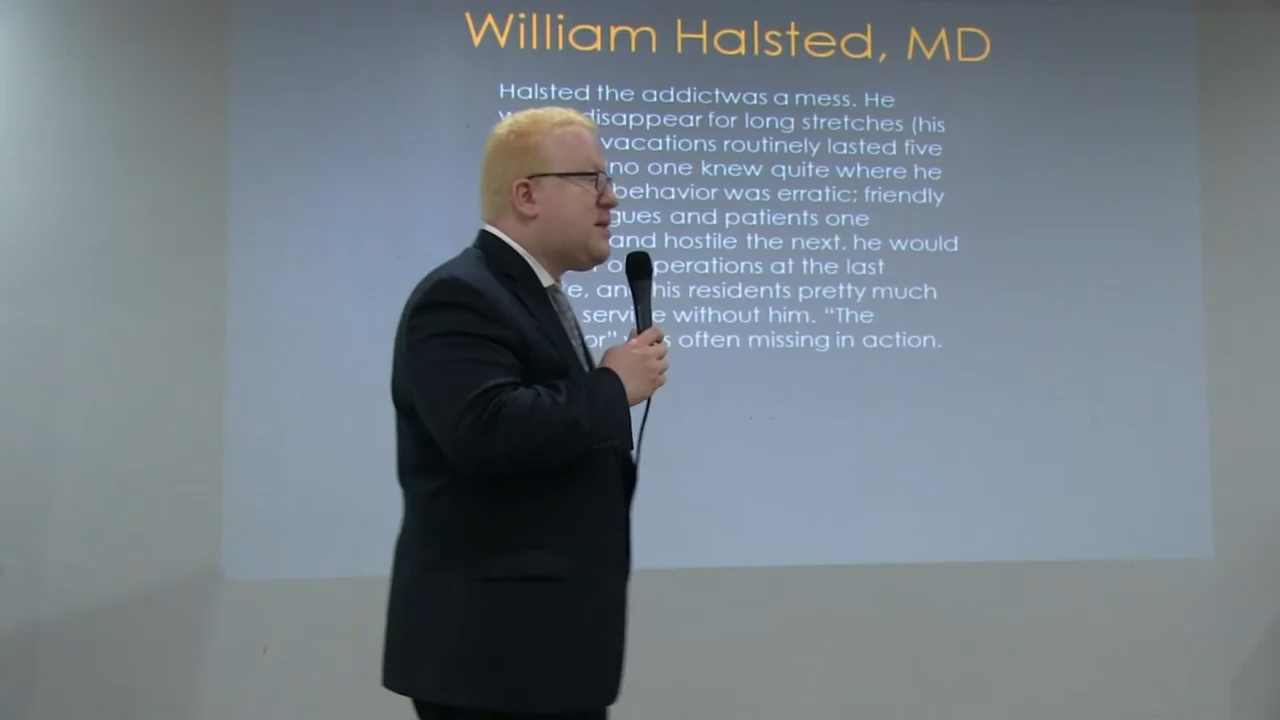 William Halsted, MD
Halsted the addictwas a mess. He
disappear for long stretches (his
vacations routinely lasted five
no one knew quite where he
behavior was erratic; friendly
gues and patients one
and hostile the next. he would
perations at the last
e, and his residents pretty much
service without him. “The
or” was often missing in action.